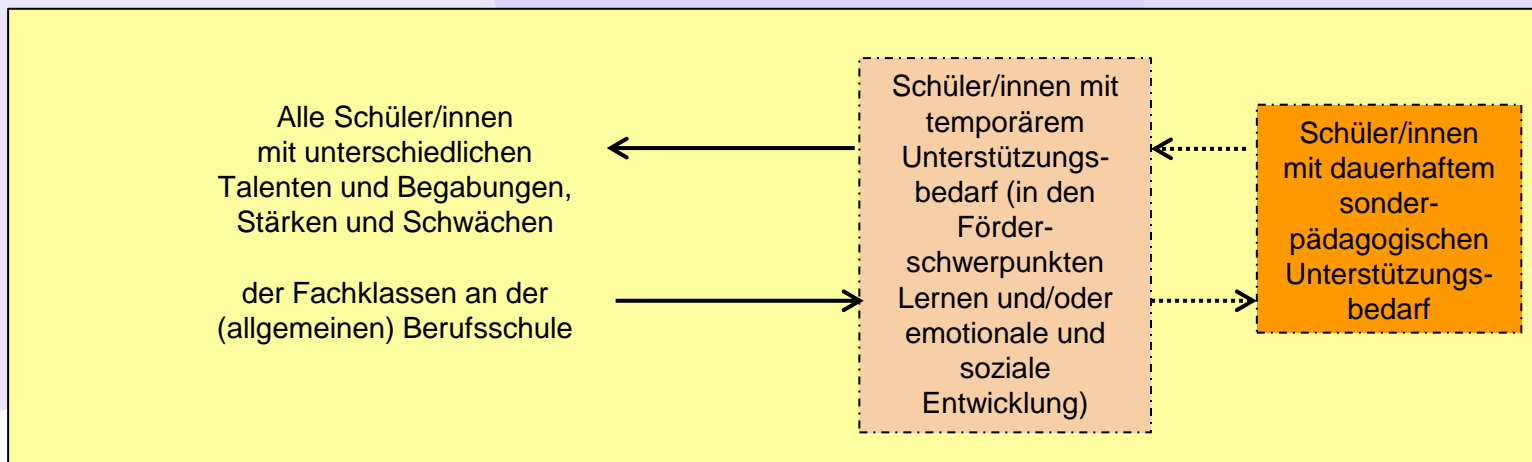 Alle Schüler/innen
mit unterschiedlichen
Talenten und Begabungen,
Stärken und Schwächen
der Fachklassen an der
(allgemeinen) Berufsschule
Schüler/innen mit
temporärem
Unterstützungs-
bedarf (in den
Förder-
schwerpunkten
Lernen und/oder
emotionale und
soziale
Entwicklung)
Schüler/innen
mit dauerhaftem
sonder-
pädagogischen
Unterstützungs-
bedarf